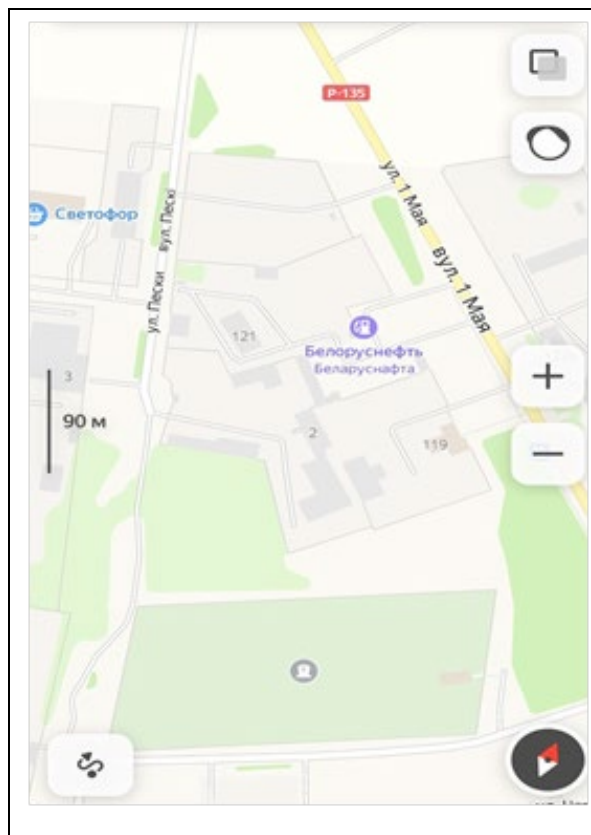 Р-135
ул. 1 Мая
вул. 1 Мая
Светофор
вул. Пескі
ул. Пески
121
Белоруснефть
Беларуснафта
3
90 м
2
119